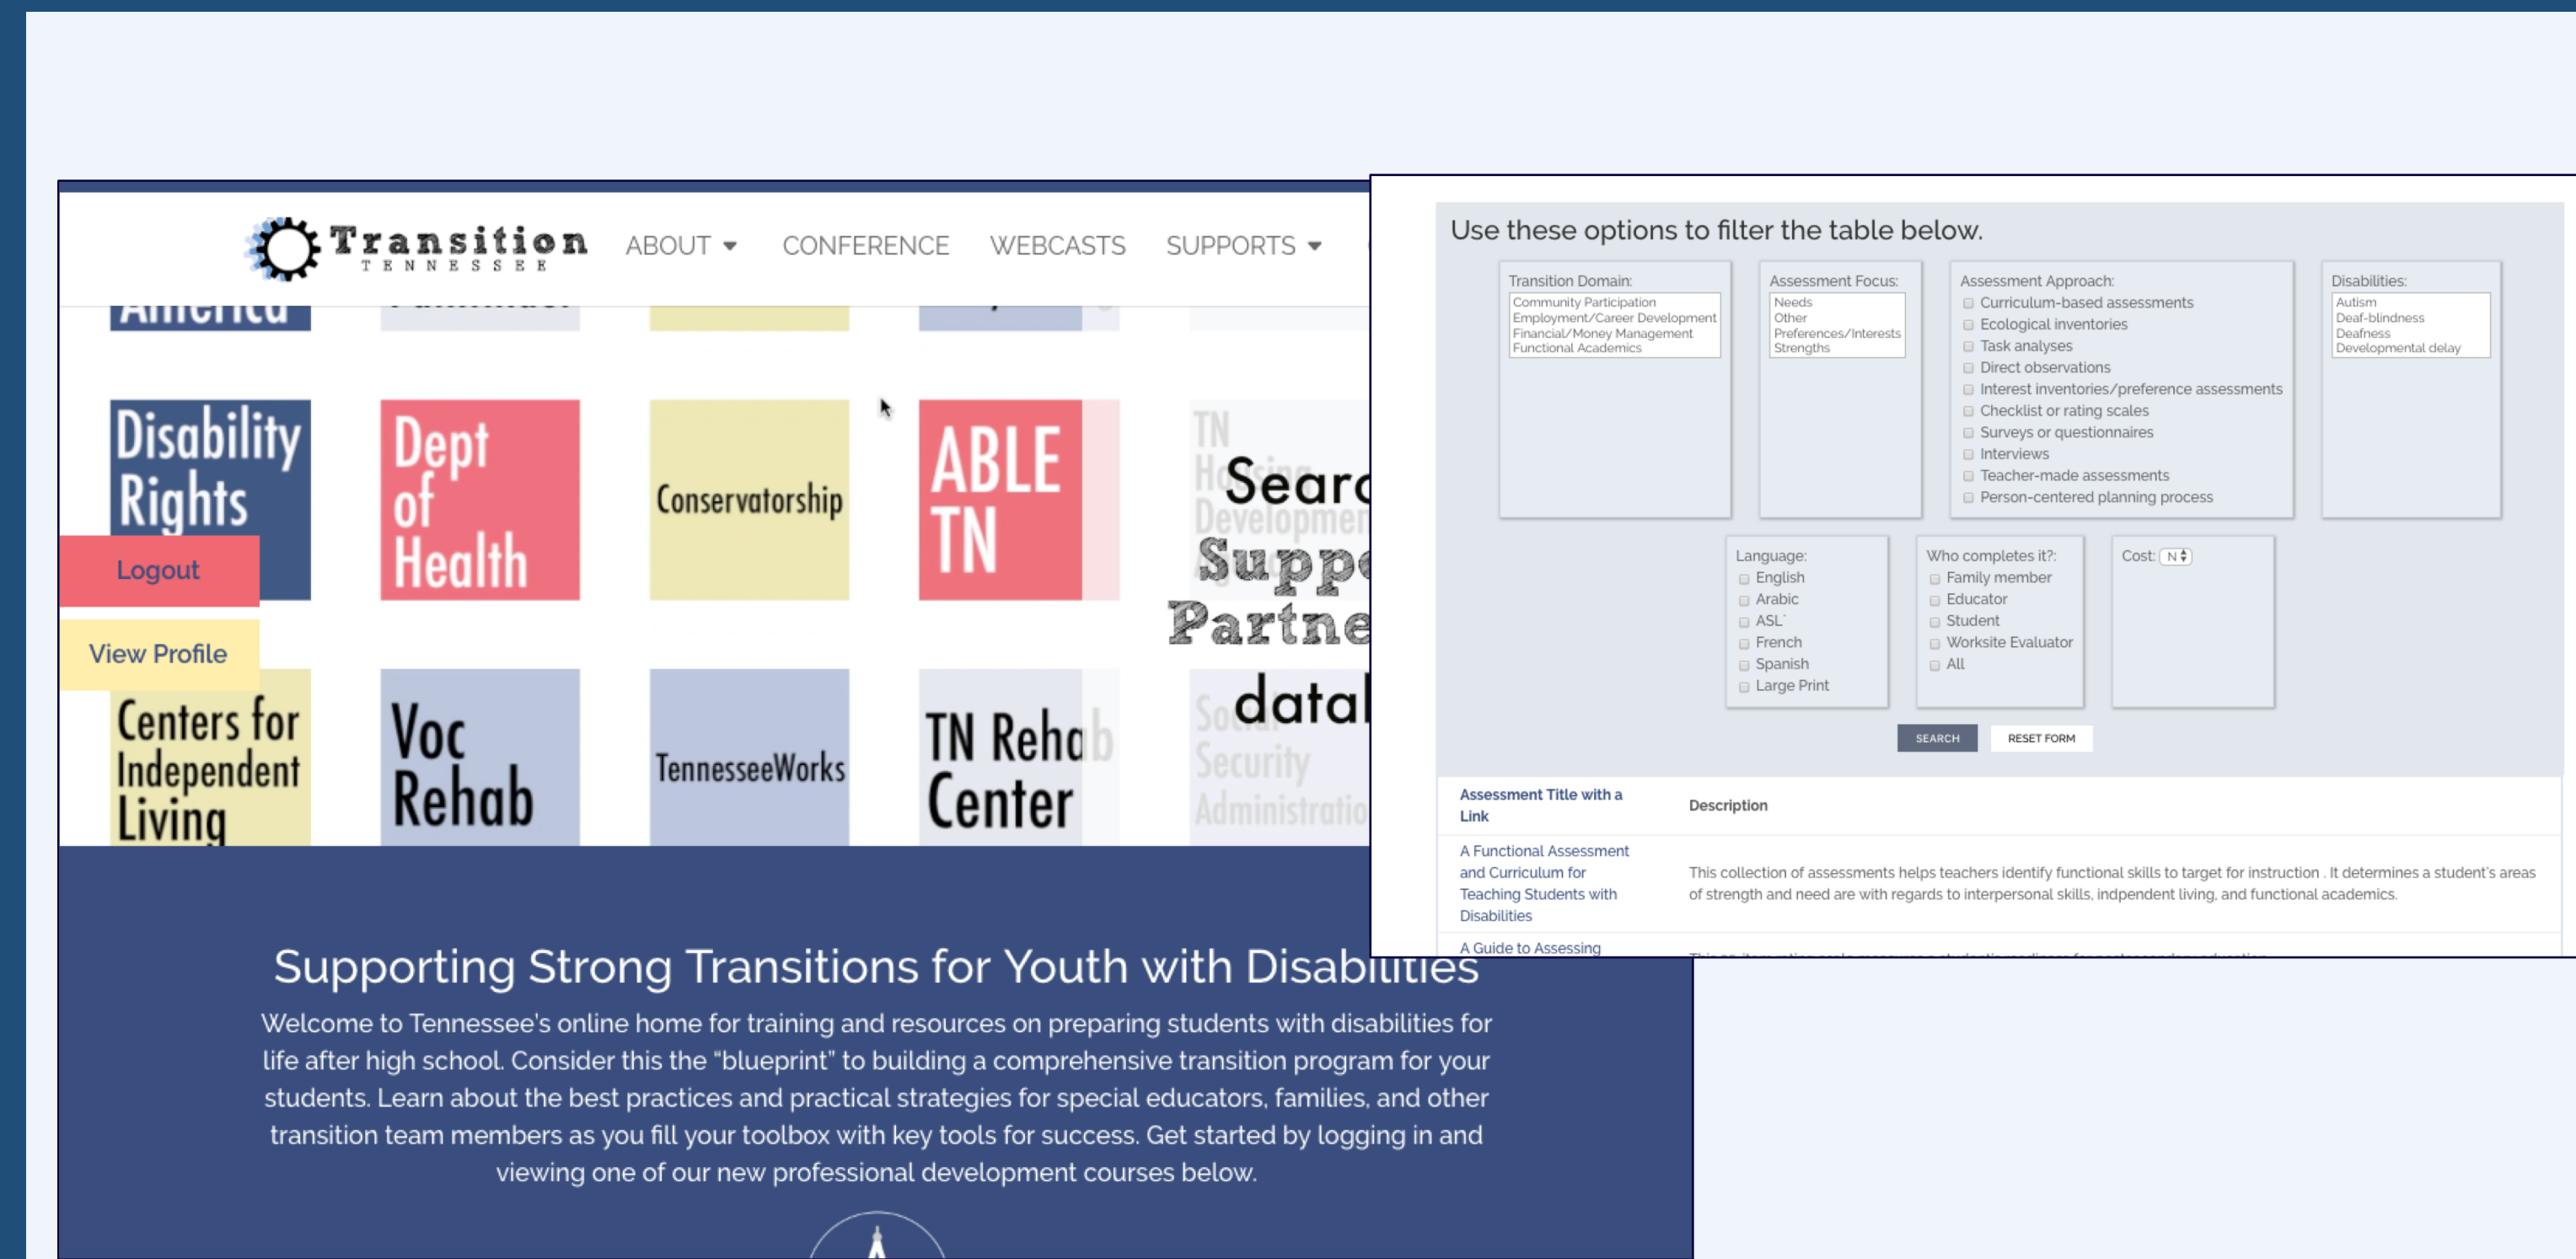 Transition
TENNESSEE
ABOUT
CONFERENCE
WEBCASTS
SUPPORTS
America
Disability
Rights
Dept
of
Health
Conservatorship
ABLE
TN
TN
Housing
Developmen
Searc
Suppo
Partne
datal
Logout
View Profile
Centers for
Independent
Living
Voc
Rehab
TennesseeWorks
TN Rehab
Center
Social
Security
Administratio
Supporting Strong Transitions for Youth with Disabilities
Welcome to Tennessee's online home for training and resources on preparing students with disabilities for
life after high school. Consider this the “blueprint” to building a comprehensive transition program for your
students. Learn about the best practices and practical strategies for special educators, families, and other
transition team members as you fill your toolbox with key tools for success. Get started by logging in and
viewing one of our new professional development courses below.
Use these options to filter the table below.
Transition Domain:
Community Participation
Employment/Career Development
Financial/Money Management
Functional Academics
Assessment Focus:
Needs
Other
Preferences/Interests
Strengths
Assessment Approach:
Curriculum-based assessments
Ecological inventories
Task analyses
Direct observations
Interest inventories/preference assessments
Checklist or rating scales
Surveys or questionnaires
Interviews
Teacher-made assessments
Person-centered planning process
Disabilities:
Autism
Deaf-blindness
Deafness
Developmental delay
Language:
English
Arabic
ASL`
French
Spanish
Large Print
Who completes it?:
Family member
Educator
Student
Worksite Evaluator
All
Cost: N
SEARCH
RESET FORM
Assessment Title with a
Link
Description
A Functional Assessment
and Curriculum for
Teaching Students with
Disabilities
This collection of assessments helps teachers identify functional skills to target for instruction . It determines a student's areas
of strength and need are with regards to interpersonal skills, indpendent living, and functional academics.
A Guide to Assessing